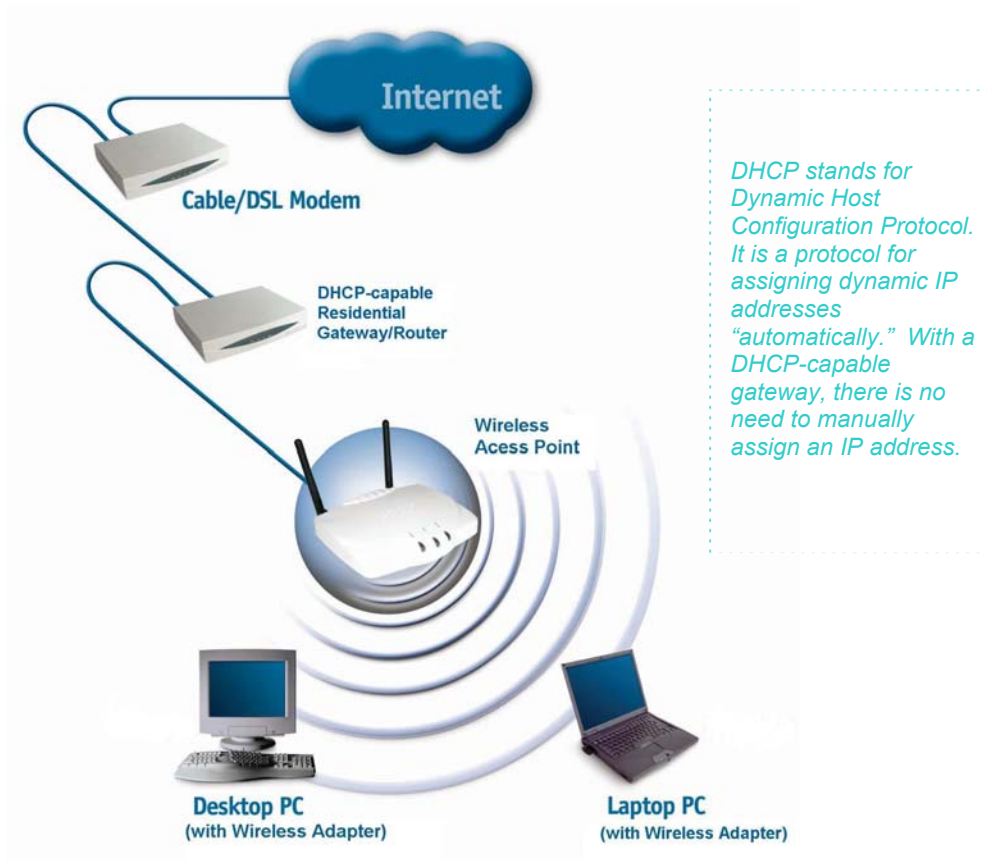 Internet
Cable/DSL Modem
DHCP-capable
Residential
Gateway/Router
Wireless
Acess Point
Desktop PC
(with Wireless Adapter)
Laptop PC
(with Wireless Adapter)
DHCP stands for
Dynamic Host
Configuration Protocol.
It is a protocol for
assigning dynamic IP
addresses
“automatically.”  With a
DHCP-capable
gateway, there is no
need to manually
assign an IP address.